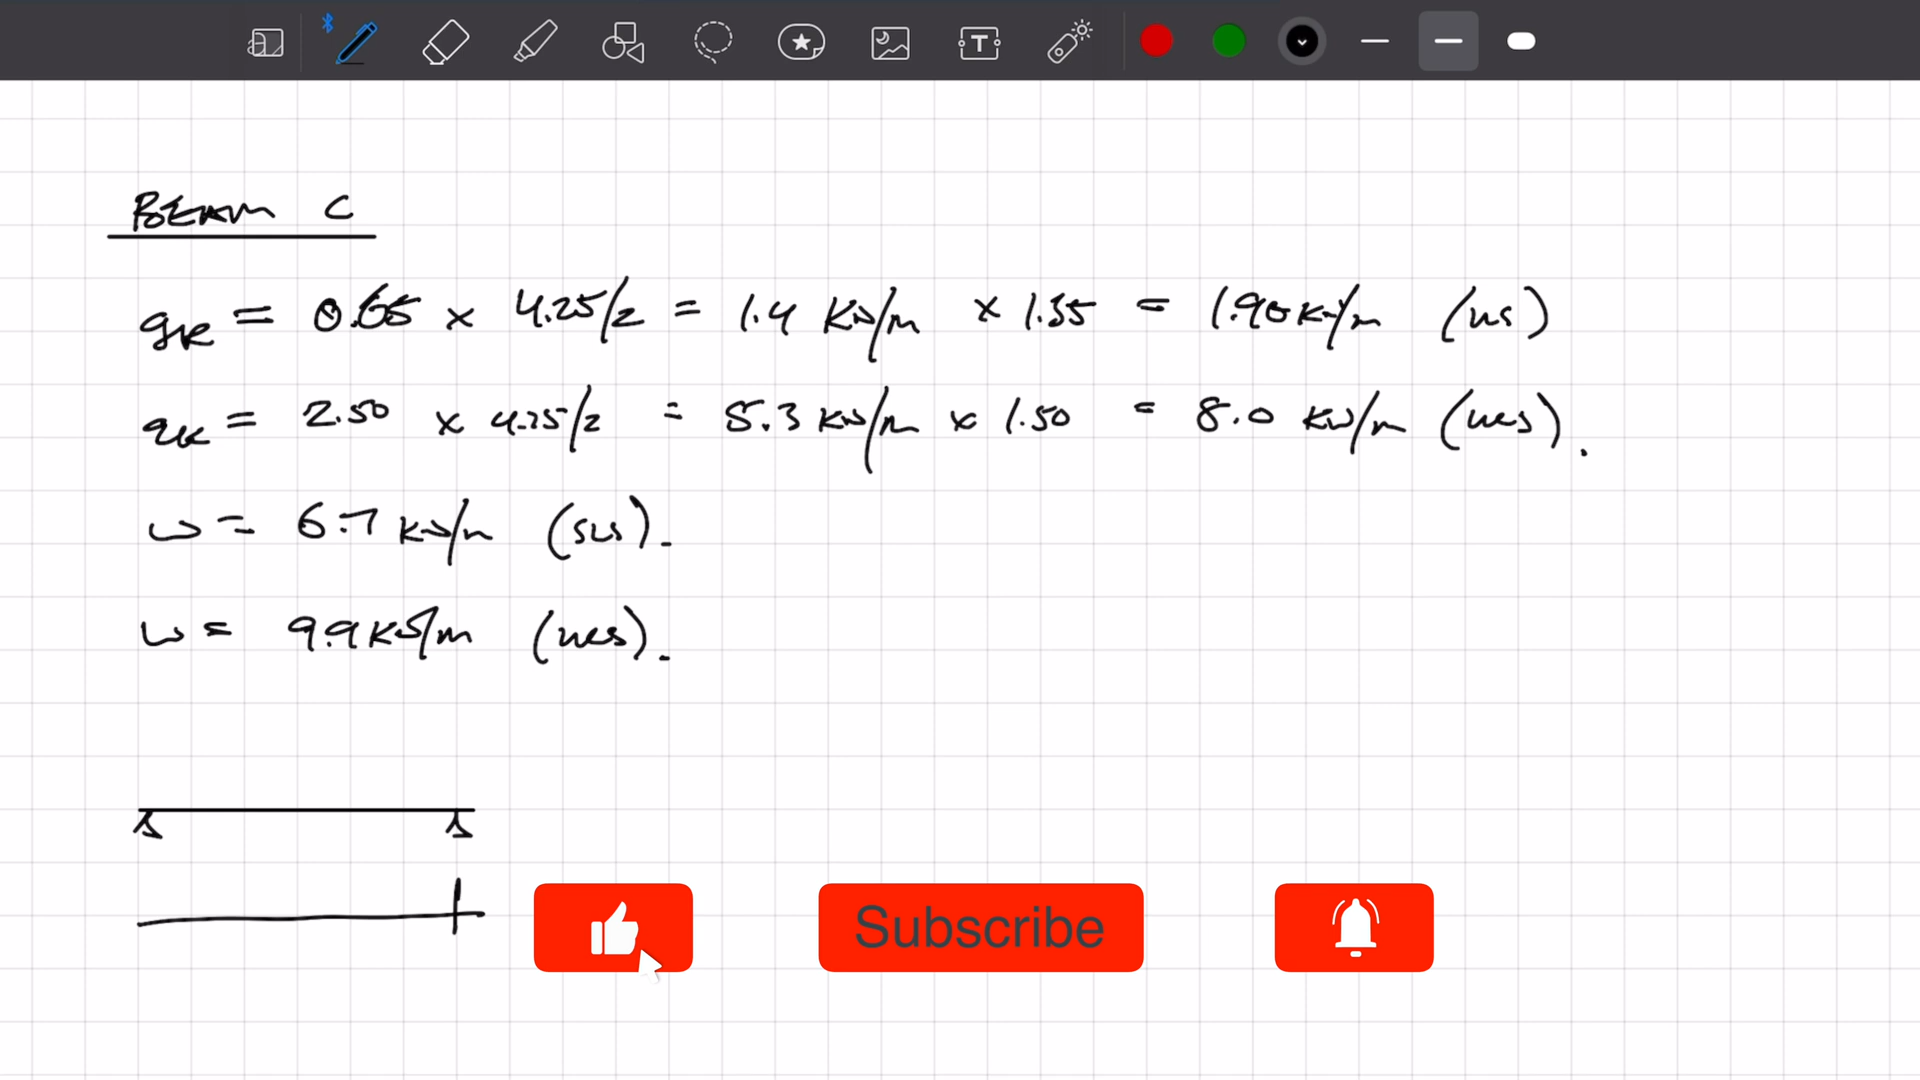 BEAM C
gk = 0.65 x 4.25/2 = 1.4 kN/m x 1.35 = 1.90 kN/m (ULS)
qk = 2.50 x 4.25/2 = 5.3 kN/m x 1.50 = 8.0 kN/m (ULS).
w = 6.7 kN/m (SLS).
w = 9.9 kN/m (ULS).
Subscribe